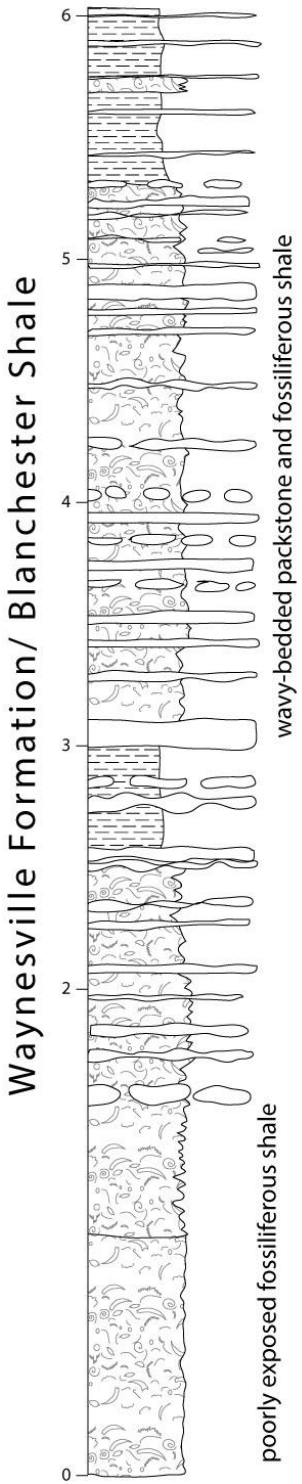 Waynesville Formation/ Blanchester Shale
6
5
4
3
2
0
wavy-bedded packstone and fossiliferous shale
poorly exposed fossiliferous shale